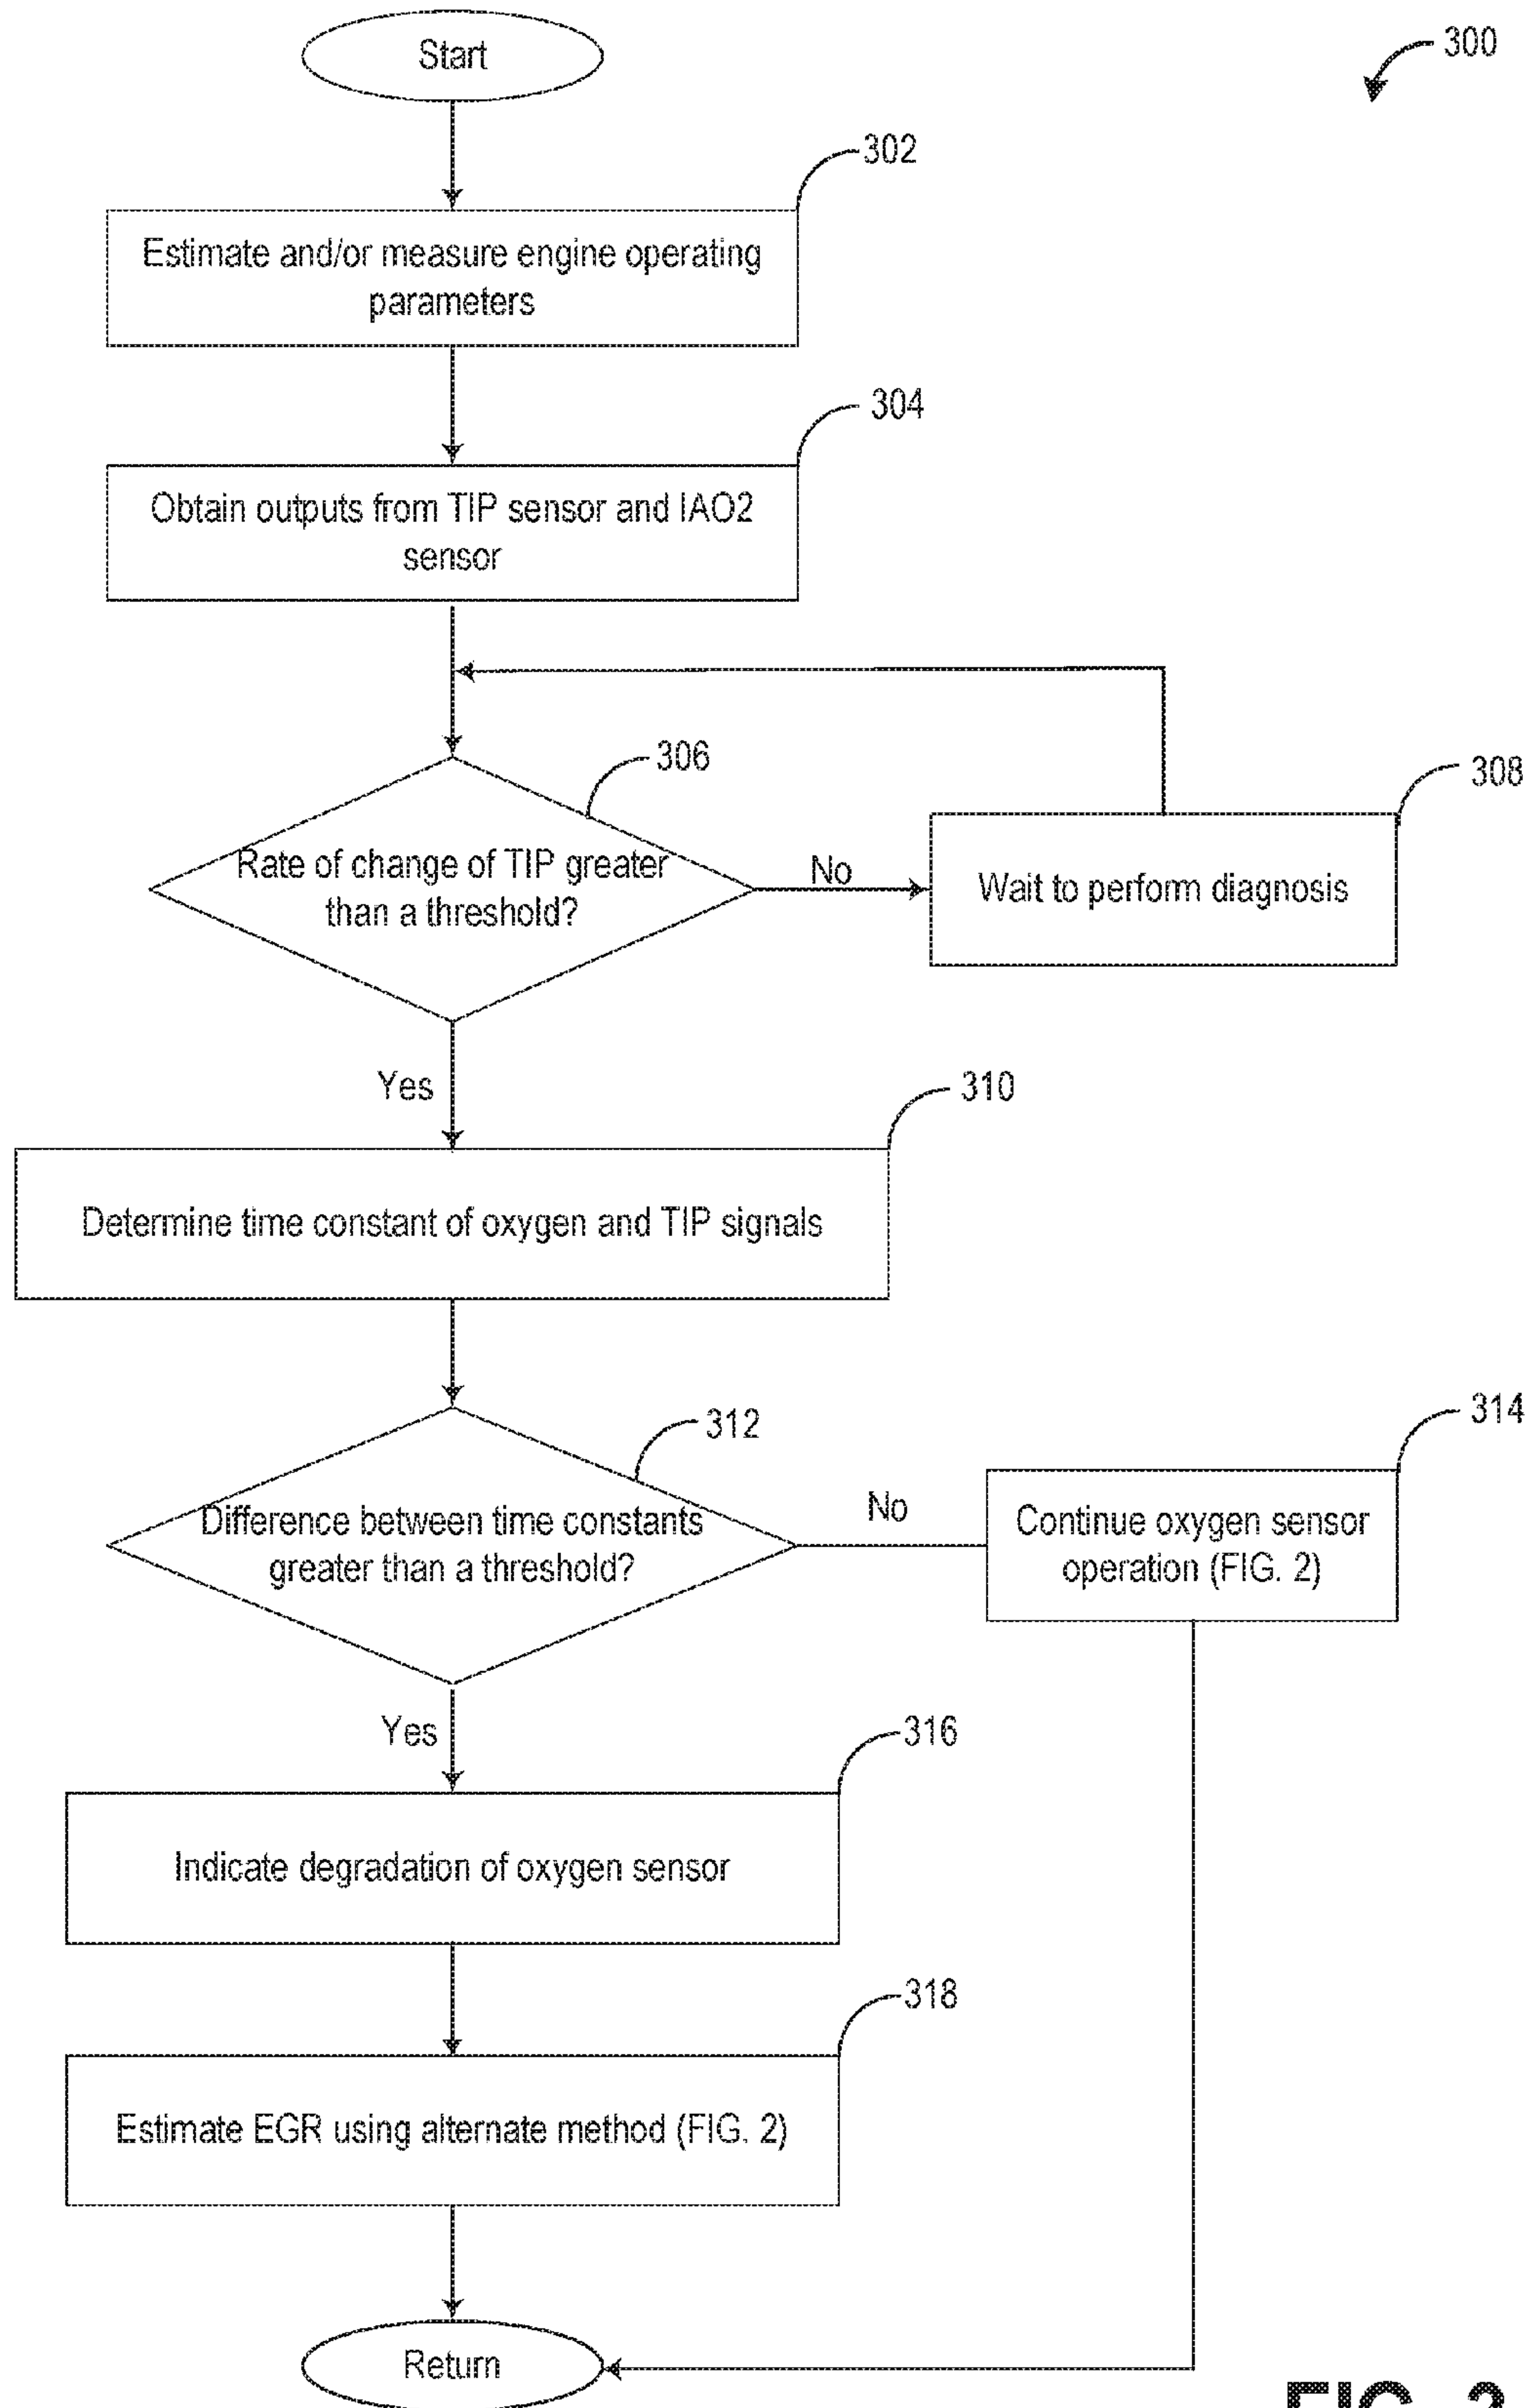 Start
300
302
Estimate and/or measure engine operating
parameters
304
Obtain outputs from TIP sensor and IAO2
sensor
306
308
Rate of change of TIP greater
than a threshold?
No
Wait to perform diagnosis
Yes
310
Determine time constant of oxygen and TIP signals
312
314
Difference between time constants
greater than a threshold?
No
Continue oxygen sensor
operation (FIG. 2)
Yes
316
Indicate degradation of oxygen sensor
318
Estimate EGR using alternate method (FIG. 2)
Return
FIG.